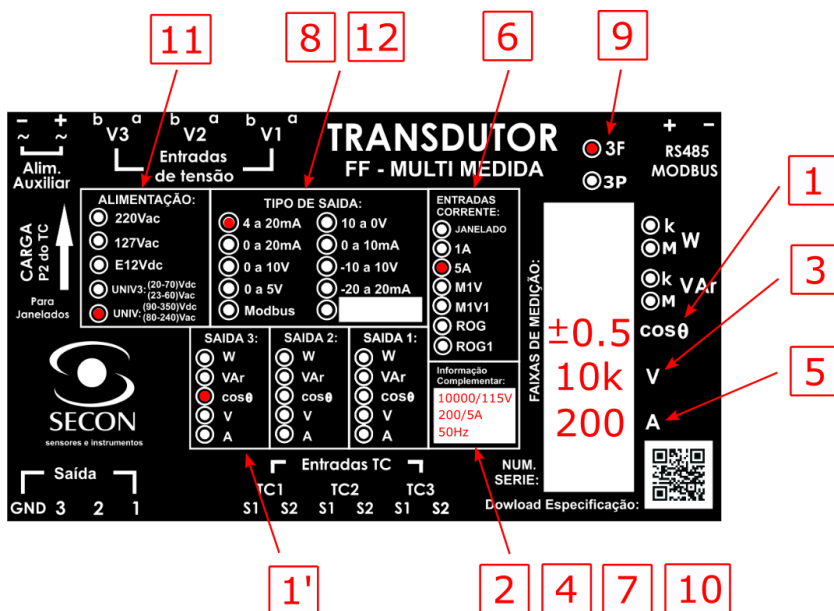 11 8 12 6 9
- + b a b a b a
~ ~ V3 V2 V1
Alim.
Auxiliar
Entradas
de tensão
TRANSDUTOR
FF - MULTI MEDIDA
3F
3P
+ -
RS485
MODBUS
CARGA
P2 do TC
Para
Janelados
ALIMENTAÇÃO:
220Vac
127Vac
E12Vdc
UNIV3: (20-70)Vdc
(23-60)Vac
UNIV: (90-350)Vdc
(80-240)Vac
TIPO DE SAIDA:
4 a 20mA 10 a 0V
0 a 20mA 0 a 10mA
0 a 10V -10 a 10V
0 a 5V -20 a 20mA
Modbus
ENTRADAS
CORRENTE:
JANELADO
1A
5A
M1V
M1V1
ROG
ROG1
FAIXAS DE MEDIÇÃO:
±0.5
10k
200
k
M W
k
M VAr
cosθ
V
A
1
3
5
SAIDA 3: SAIDA 2: SAIDA 1:
W W W
VAr VAr VAr
cosθ cosθ cosθ
V V V
A A A
Informação
Complementar:
10000/115V
200/5A
50Hz
SECON
sensores e instrumentos
Saída
GND 3 2 1
Entradas TC
TC1 TC2 TC3
S1 S2 S1 S2 S1 S2
NUM.
SERIE:
Dowload Especificação:
1' 2 4 7 10